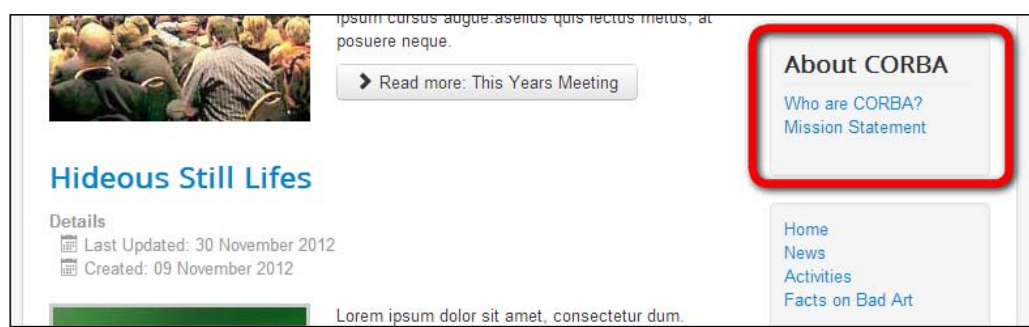 ipsum cursus augue.asellus quis lectus metus, at
posuere neque.
Read more: This Years Meeting
Hideous Still Lifes
Details
Last Updated: 30 November 2012
Created: 09 November 2012
Lorem ipsum dolor sit amet, consectetur dum.
About CORBA
Who are CORBA?
Mission Statement
Home
News
Activities
Facts on Bad Art